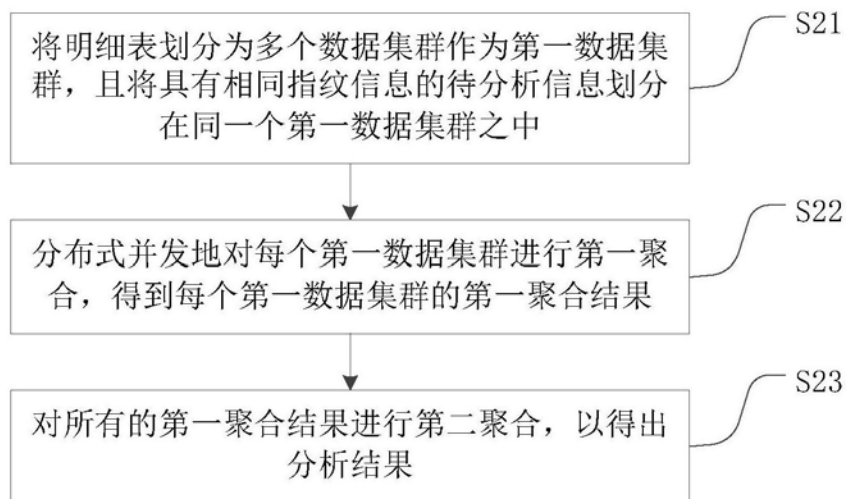 将明细表划分为多个数据集群作为第一数据集
群，且将具有相同指纹信息的待分析信息划分
在同一个第一数据集群之中
S21
分布式并发地对每个第一数据集群进行第一聚
合，得到每个第一数据集群的第一聚合结果
S22
对所有的第一聚合结果进行第二聚合，以得出
分析结果
S23